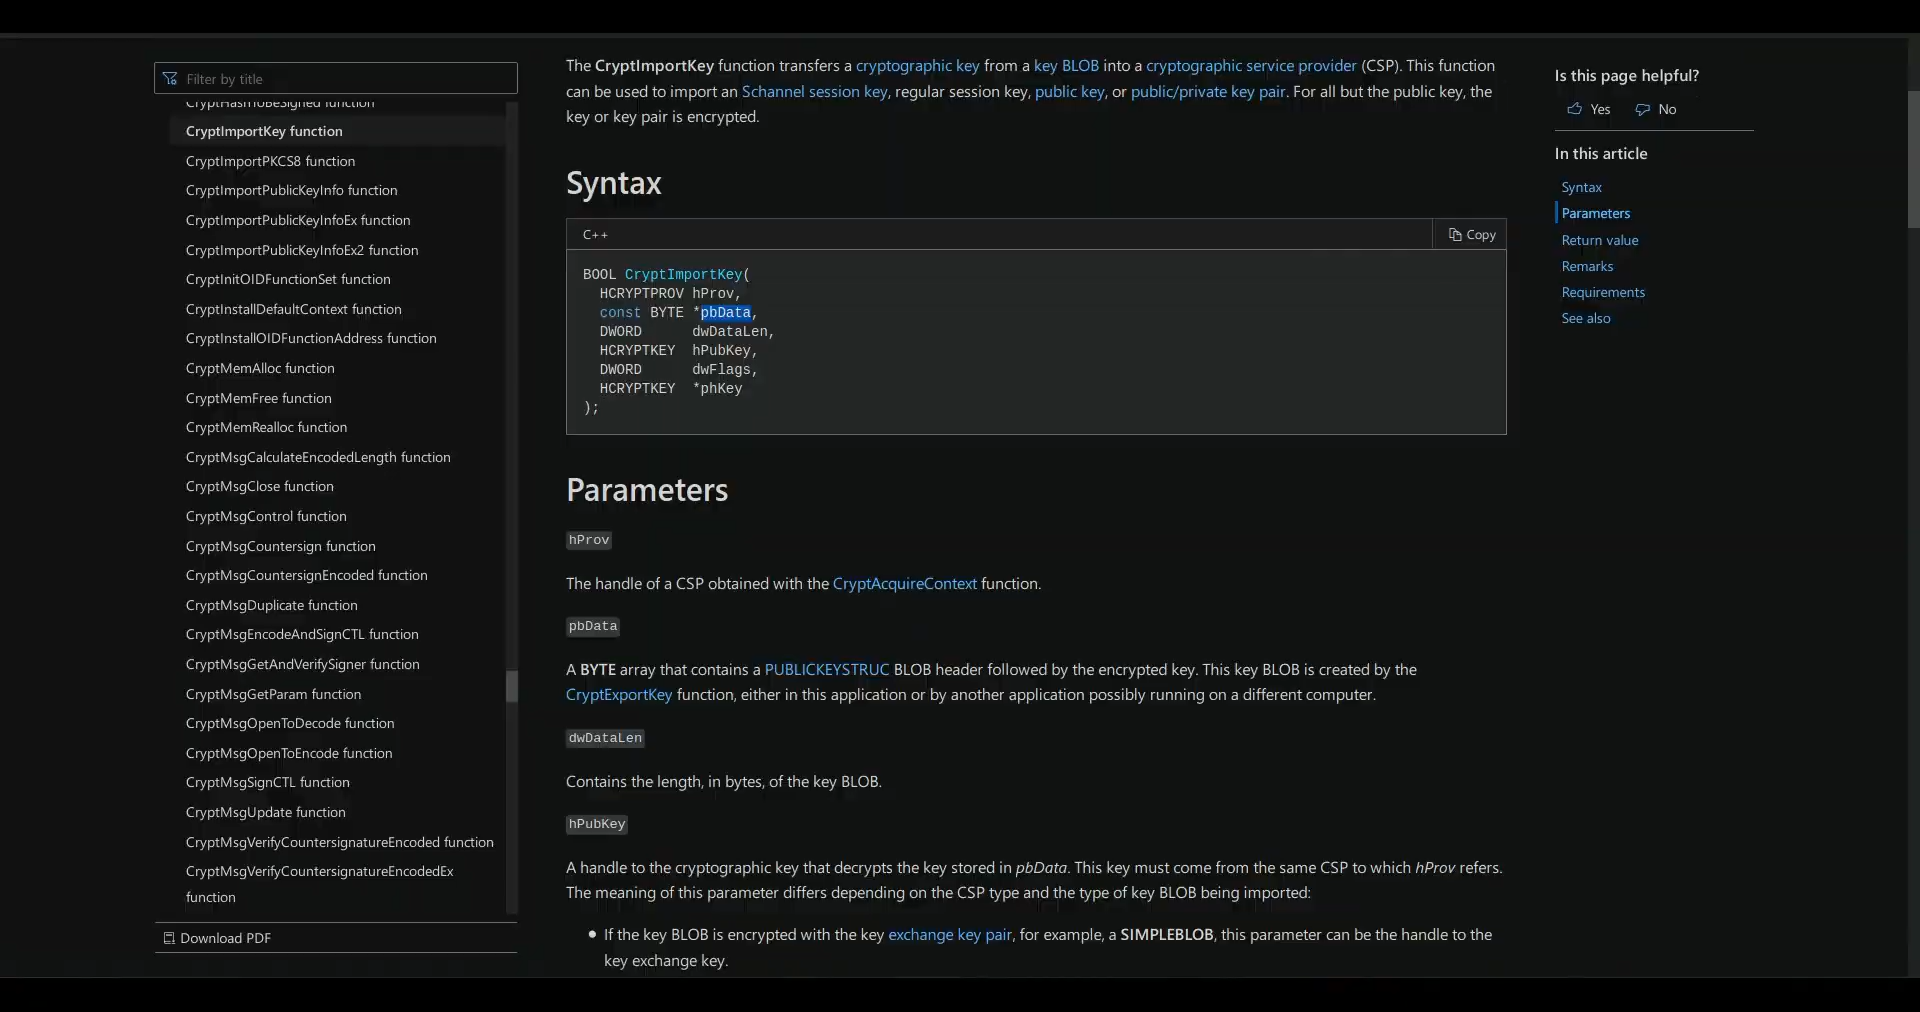 Filter by title
CryptHashToBeSigned function
CryptImportKey function
CryptImportPKCS8 function
CryptImportPublicKeyInfo function
CryptImportPublicKeyInfoEx function
CryptImportPublicKeyInfoEx2 function
CryptInitOIDFunctionSet function
CryptInstallDefaultContext function
CryptInstallOIDFunctionAddress function
CryptMemAlloc function
CryptMemFree function
CryptMemRealloc function
CryptMsgCalculateEncodedLength function
CryptMsgClose function
CryptMsgControl function
CryptMsgCountersign function
CryptMsgCountersignEncoded function
CryptMsgDuplicate function
CryptMsgEncodeAndSignCTL function
CryptMsgGetAndVerifySigner function
CryptMsgGetParam function
CryptMsgOpenToDecode function
CryptMsgOpenToEncode function
CryptMsgSignCTL function
CryptMsgUpdate function
CryptMsgVerifyCountersignatureEncoded function
CryptMsgVerifyCountersignatureEncodedEx
function
Download PDF
The CryptImportKey function transfers a cryptographic key from a key BLOB into a cryptographic service provider (CSP). This function
can be used to import an Schannel session key, regular session key, public key, or public/private key pair. For all but the public key, the
key or key pair is encrypted.
Syntax
C++
Copy
BOOL CryptImportKey(
HCRYPTPROV hProv,
const BYTE *pbData,
DWORD dwDataLen,
HCRYPTKEY hPubKey,
DWORD dwFlags,
HCRYPTKEY *phKey
);
Parameters
hProv
The handle of a CSP obtained with the CryptAcquireContext function.
pbData
A BYTE array that contains a PUBLICKEYSTRUC BLOB header followed by the encrypted key. This key BLOB is created by the
CryptExportKey function, either in this application or by another application possibly running on a different computer.
dwDataLen
Contains the length, in bytes, of the key BLOB.
hPubKey
A handle to the cryptographic key that decrypts the key stored in pbData. This key must come from the same CSP to which hProv refers.
The meaning of this parameter differs depending on the CSP type and the type of key BLOB being imported:
● If the key BLOB is encrypted with the key exchange key pair, for example, a SIMPLEBLOB, this parameter can be the handle to the
key exchange key.
Is this page helpful?
Yes No
In this article
Syntax
Parameters
Return value
Remarks
Requirements
See also